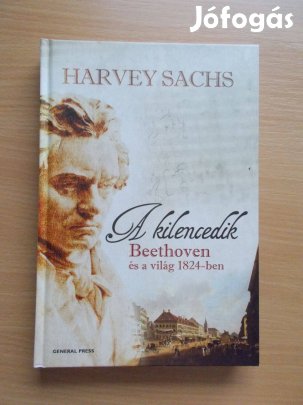 Jófogás
HARVEY SACHS
A kilencedik
Beethoven
és a világ 1824-ben
GENERAL PRESS